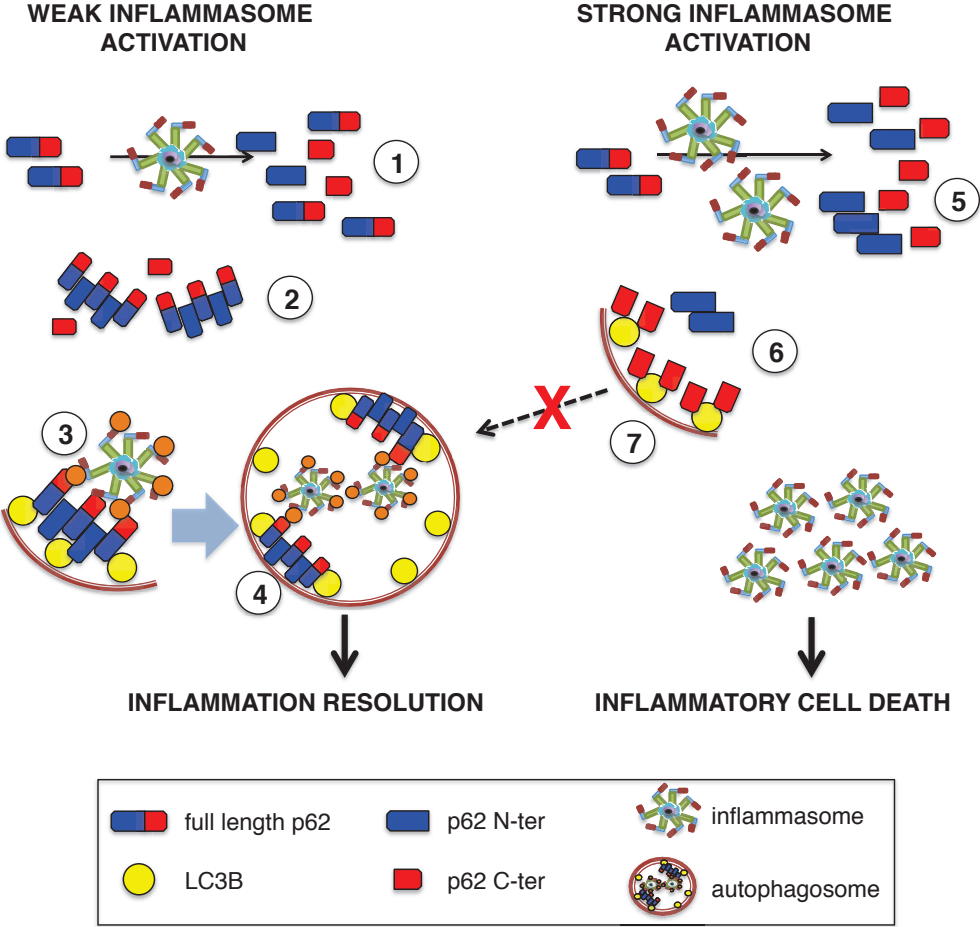 WEAK INFLAMMASOME
ACTIVATION
STRONG INFLAMMASOME
ACTIVATION
1
2
3
4
5
6
X
7
INFLAMMATION RESOLUTION
INFLAMMATORY CELL DEATH
full length p62
p62 N-ter
inflammasome
LC3B
p62 C-ter
autophagosome